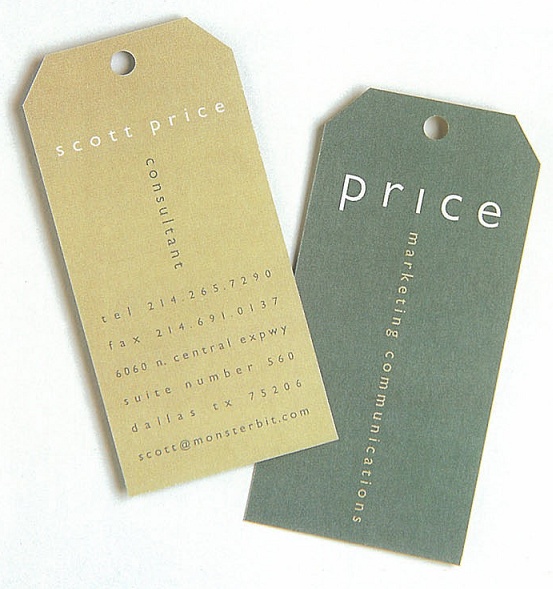 scott price
consultant
tel 214.265.7290
fax 214.691.0137
6060 n. central expwy
suite number 560
dallas tx 75206
scott@monsterbit.com
price
marketing communications